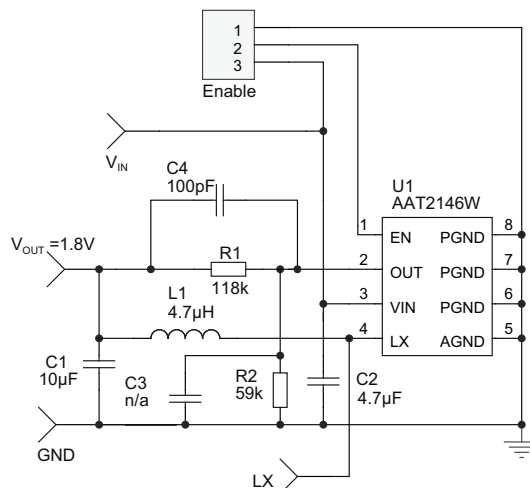 1
2
3
Enable
V_IN
C4
100pF
U1
AAT2146W
V_OUT =1.8V
R1
118k
1 EN PGND 8
2 OUT PGND 7
3 VIN PGND 6
4 LX AGND 5
L1
4.7µH
C1
10µF
C3
n/a
R2
59k
C2
4.7µF
GND
LX